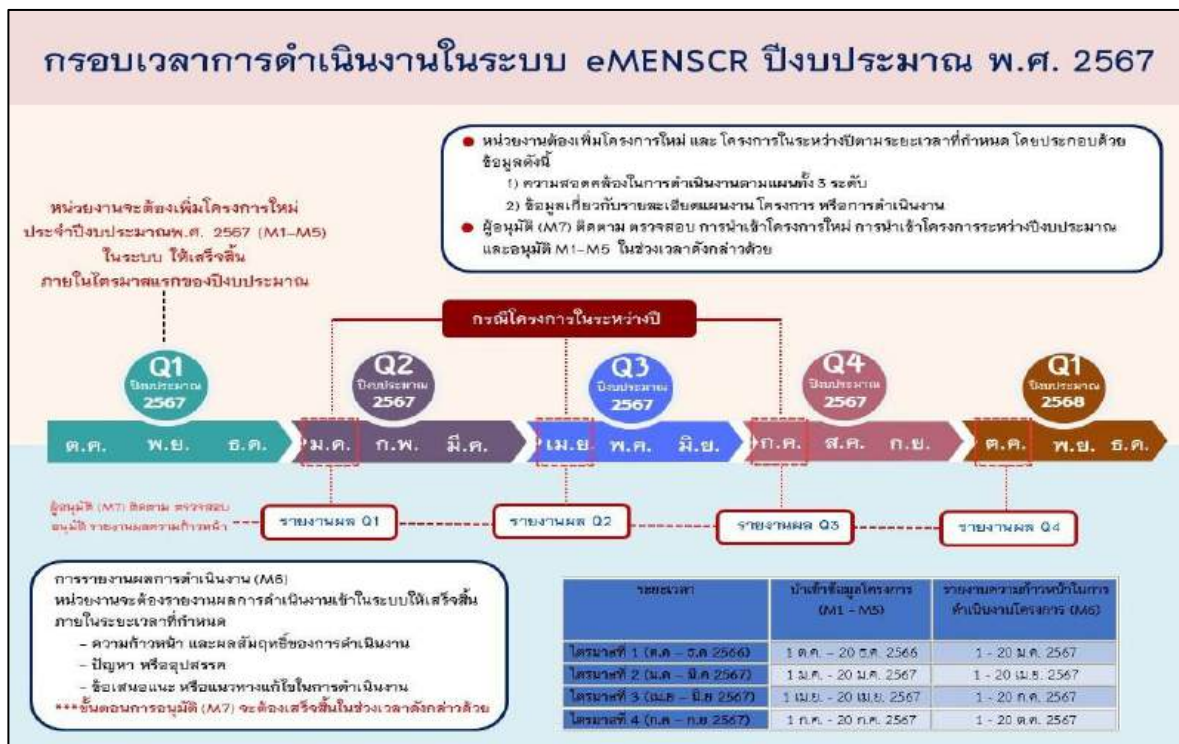 กรอบเวลาการดำเนินงานในระบบ eMENSCR ปีงบประมาณ พ.ศ. 2567
หน่วยงานจะต้องเพิ่มโครงการใหม่
ประจำปีงบประมาณพ.ศ. 2567 (M1-M5)
ในระบบ ให้เสร็จสิ้น
ภายในไตรมาสแรกของปีงบประมาณ
หน่วยงานต้องเพิ่มโครงการใหม่ และ โครงการในระหว่างปีตามระยะเวลาที่กำหนด โดยประกอบด้วย
ข้อมูลดังนี้
1) ความสอดคล้องในการดำเนินงานตามแผนทั้ง 3 ระดับ
2) ข้อมูลเกี่ยวกับรายละเอียดแผนงาน โครงการ หรือการดำเนินงาน
ผู้อนุมัติ (M7) ติดตาม ตรวจสอบ การนำเข้าโครงการใหม่ การนำเข้าโครงการระหว่างปีงบประมาณ
และอนุมัติ M1-M5 ในช่วงเวลาดังกล่าวด้วย
กรณีโครงการในระหว่างปี
Q1
ปีงบประมาณ
2567
Q2
ปีงบประมาณ
2567
Q3
ปีงบประมาณ
2567
Q4
ปีงบประมาณ
2567
Q1
ปีงบประมาณ
2568
ต.ค. พ.ย. ธ.ค. ม.ค. ก.พ. มี.ค. เม.ย พ.ค. มิ.ย. ก.ค. ส.ค. ก.ย. ต.ค. พ.ย. ธ.ค.
ผู้อนุมัติ (M7) ติดตาม ตรวจสอบ
อนุมัติ รายงานผลความก้าวหน้า
รายงานผล Q1
รายงานผล Q2
รายงานผล Q3
รายงานผล Q4
การรายงานผลการดำเนินงาน (M6)
หน่วยงานจะต้องรายงานผลการดำเนินงานเข้าในระบบให้เสร็จสิ้น
ภายในระยะเวลาที่กำหนด
- ความก้าวหน้า และผลสัมฤทธิ์ของการดำเนินงาน
- ปัญหา หรืออุปสรรค
- ข้อเสนอแนะ หรือแนวทางแก้ไขในการดำเนินงาน
***ขั้นตอนการอนุมัติ (M7) จะต้องเสร็จสิ้นในช่วงเวลาดังกล่าวด้วย
ระยะเวลา นำเข้าข้อมูลโครงการ (M1 - M5) รายงานความก้าวหน้าในการดำเนินงานโครงการ (M6)
ไตรมาสที่ 1 (ต.ค - ธ.ค 2566) 1 ต.ค. - 20 ธ.ค. 2566 1 - 20 ม.ค. 2567
ไตรมาสที่ 2 (ม.ค - มี.ค 2567) 1 ม.ค. - 20 ม.ค. 2567 1 - 20 เม.ย. 2567
ไตรมาสที่ 3 (เม.ย - มิ.ย 2567) 1 เม.ย. - 20 เม.ย. 2567 1 - 20 ก.ค. 2567
ไตรมาสที่ 4 (ก.ค - ก.ย 2567) 1 ก.ค. - 20 ก.ค. 2567 1 - 20 ต.ค. 2567